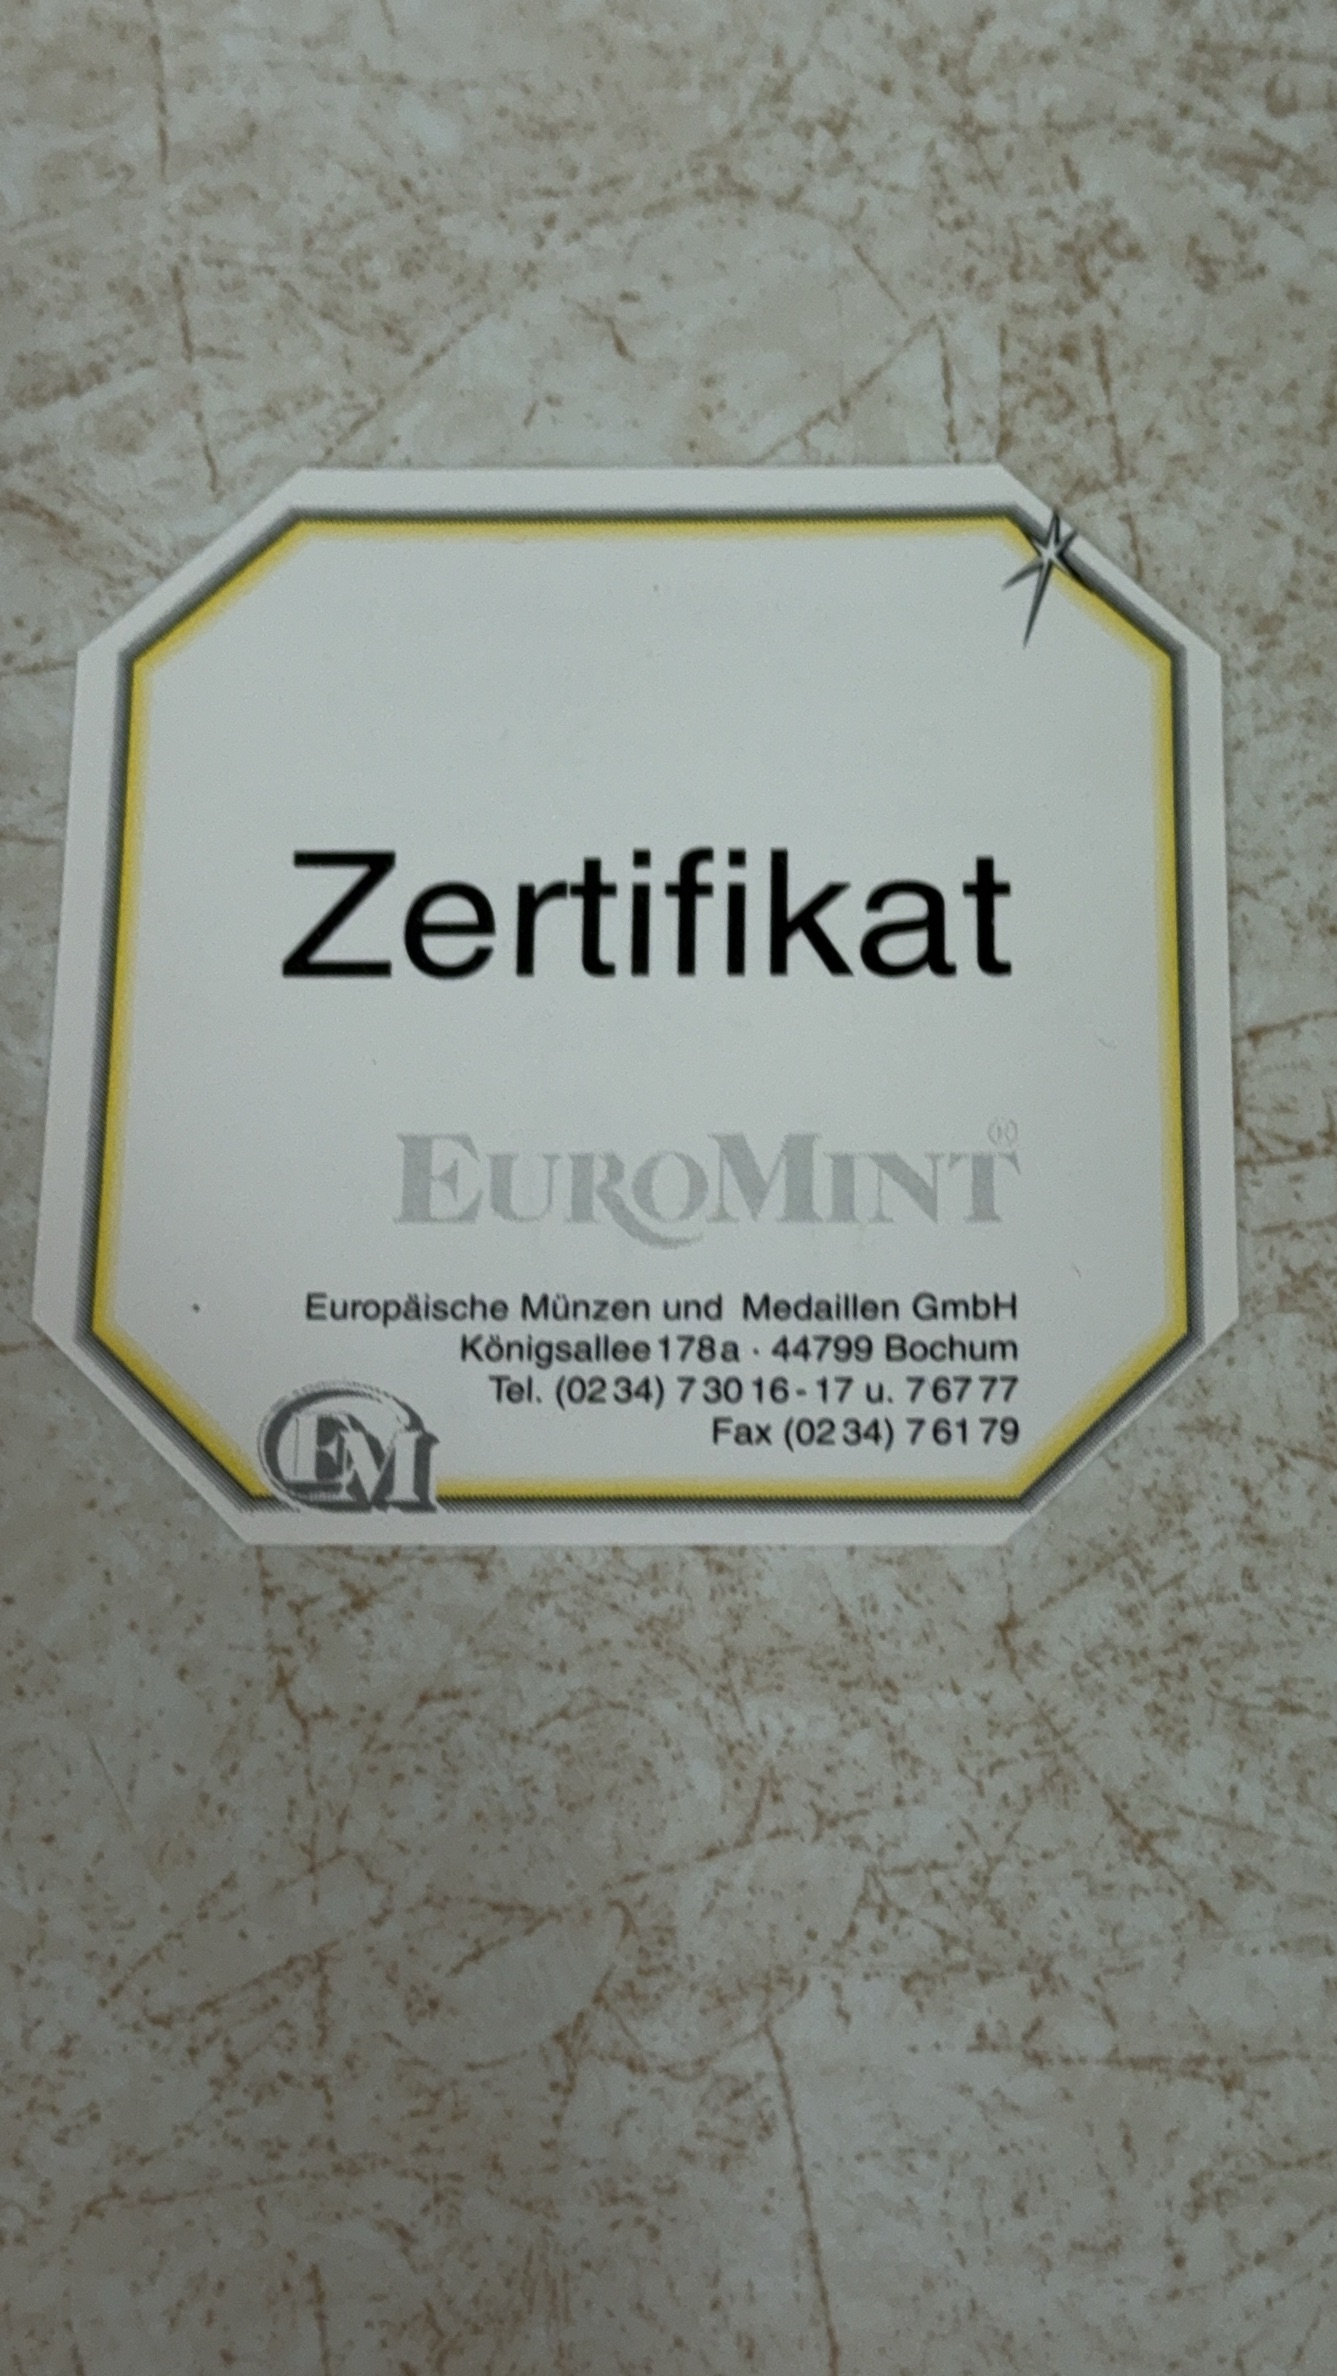 Zertifikat
EUROMINT®
Europäische Münzen und Medaillen GmbH
Königsallee 178a · 44799 Bochum
Tel. (02 34) 7 30 16 - 17 u. 7 67 77
Fax (02 34) 7 61 79
EM